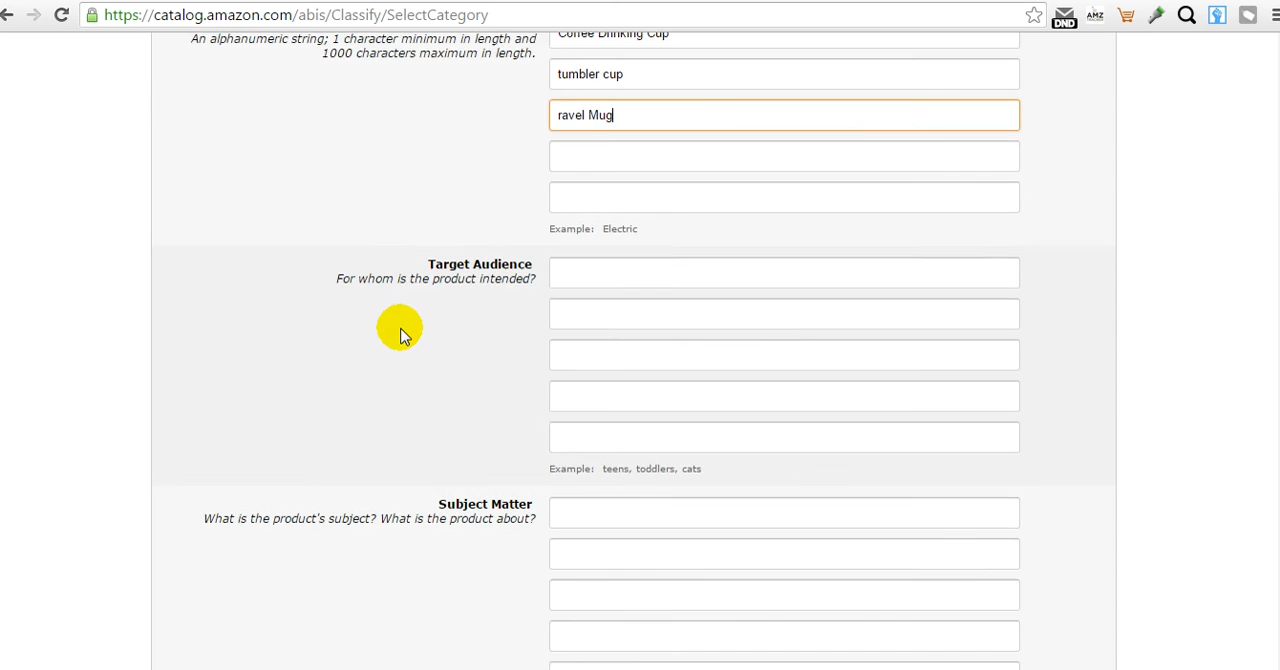 https://catalog.amazon.com/abis/Classify/SelectCategory
DND
AMZ
An alphanumeric string; 1 character minimum in length and
1000 characters maximum in length.
Coffee Drinking Cup
tumbler cup
ravel Mug
Example: Electric
Target Audience
For whom is the product intended?
Example: teens, toddlers, cats
Subject Matter
What is the product's subject? What is the product about?